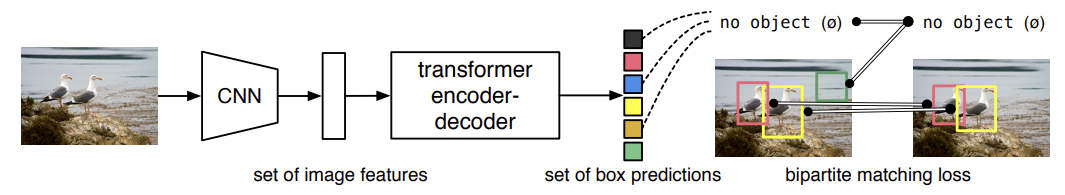 no object (ø)
no object (ø)
CNN
transformer
encoder-
decoder
set of image features
set of box predictions
bipartite matching loss